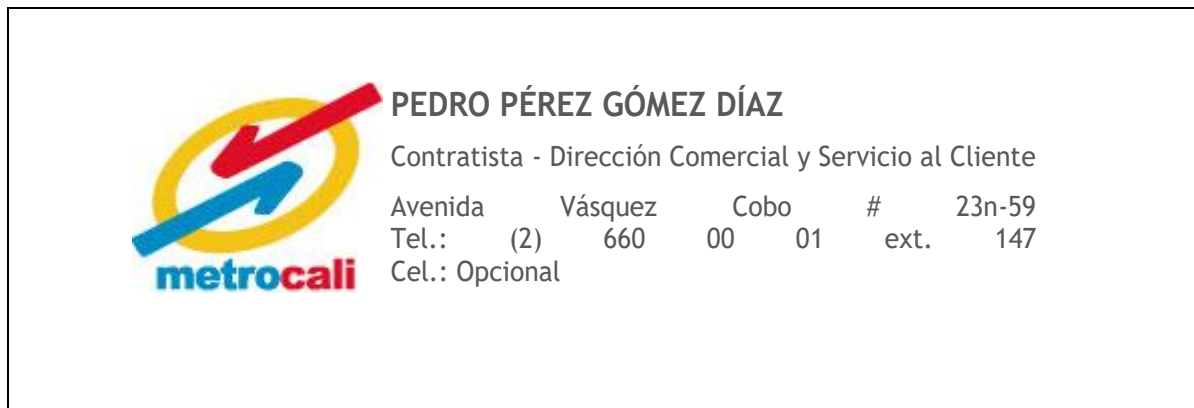 PEDRO PÉREZ GÓMEZ DÍAZ
Contratista - Dirección Comercial y Servicio al Cliente
Avenida Vásquez Cobo # 23n-59
Tel.: (2) 660 00 01 ext. 147
Cel.: Opcional
metrocali